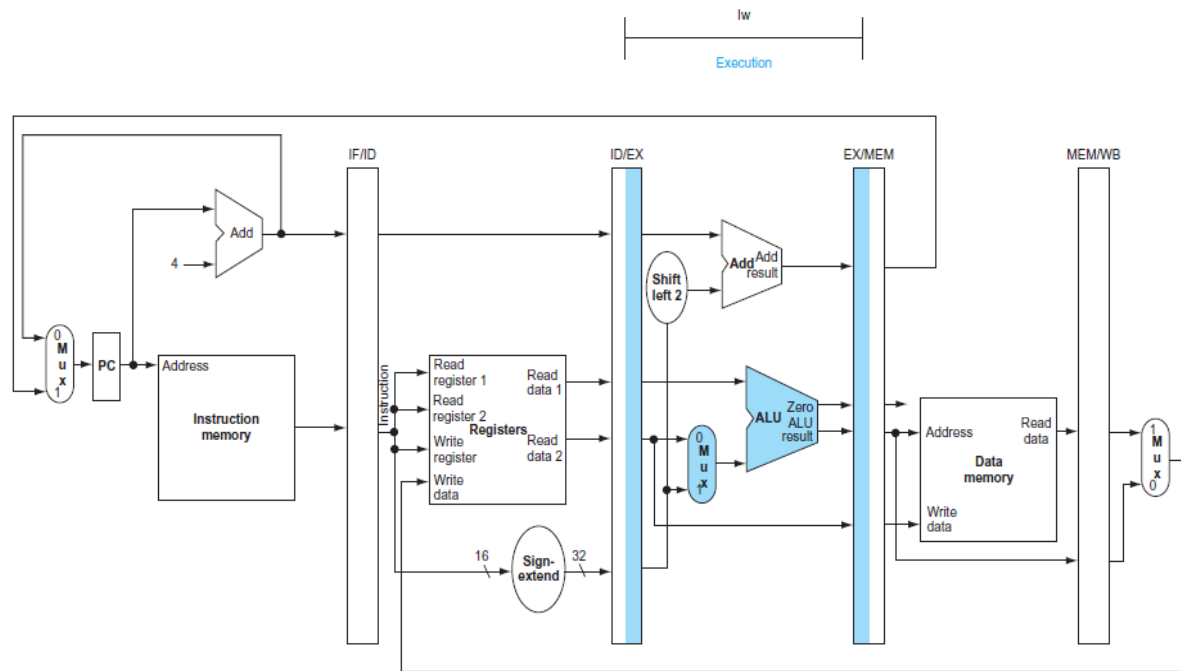 lw
Execution
IF/ID
ID/EX
EX/MEM
MEM/WB
Add
4
Shift
left 2
Add
Add
result
0
M
u
x
1
PC
Address
Instruction
memory
Instruction
Read
register 1
Read
register 2
Write
register
Write
data
Registers
Read
data 1
Read
data 2
0
M
u
x
1
ALU
Zero
ALU
result
Address
Write
data
Data
memory
Read
data
1
M
u
x
0
16
Sign-
extend
32